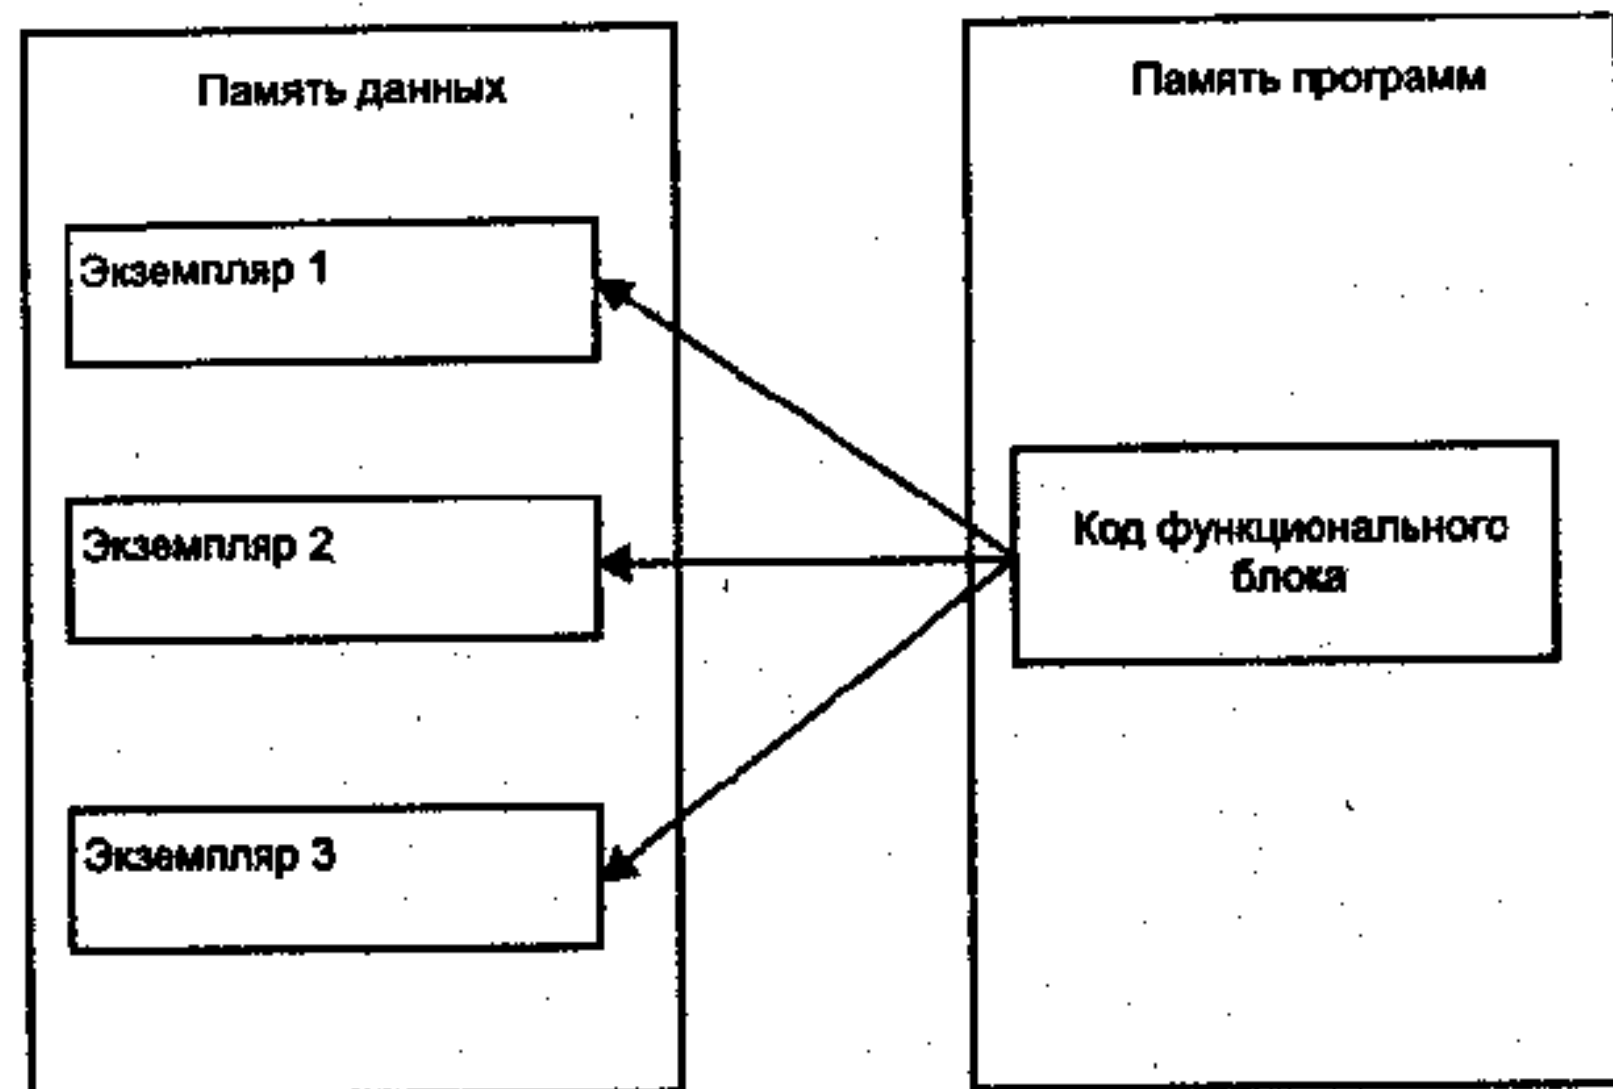 Память данных
Память программ
Экземпляр 1
Экземпляр 2
Экземпляр 3
Код функционального
блока